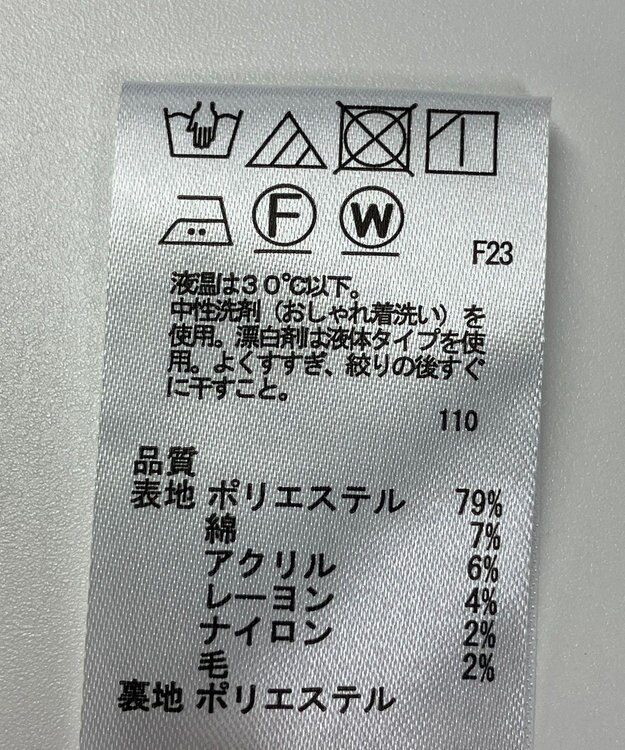 F W
F23
液温は30℃以下。
中性洗剤（おしゃれ着洗い）を
使用。漂白剤は液体タイプを使
用。よくすすぎ、絞りの後すぐ
に干すこと。
110
品質
表地 ポリエステル 79%
綿 7%
アクリル 6%
レーヨン 4%
ナイロン 2%
毛 2%
裏地 ポリエステル